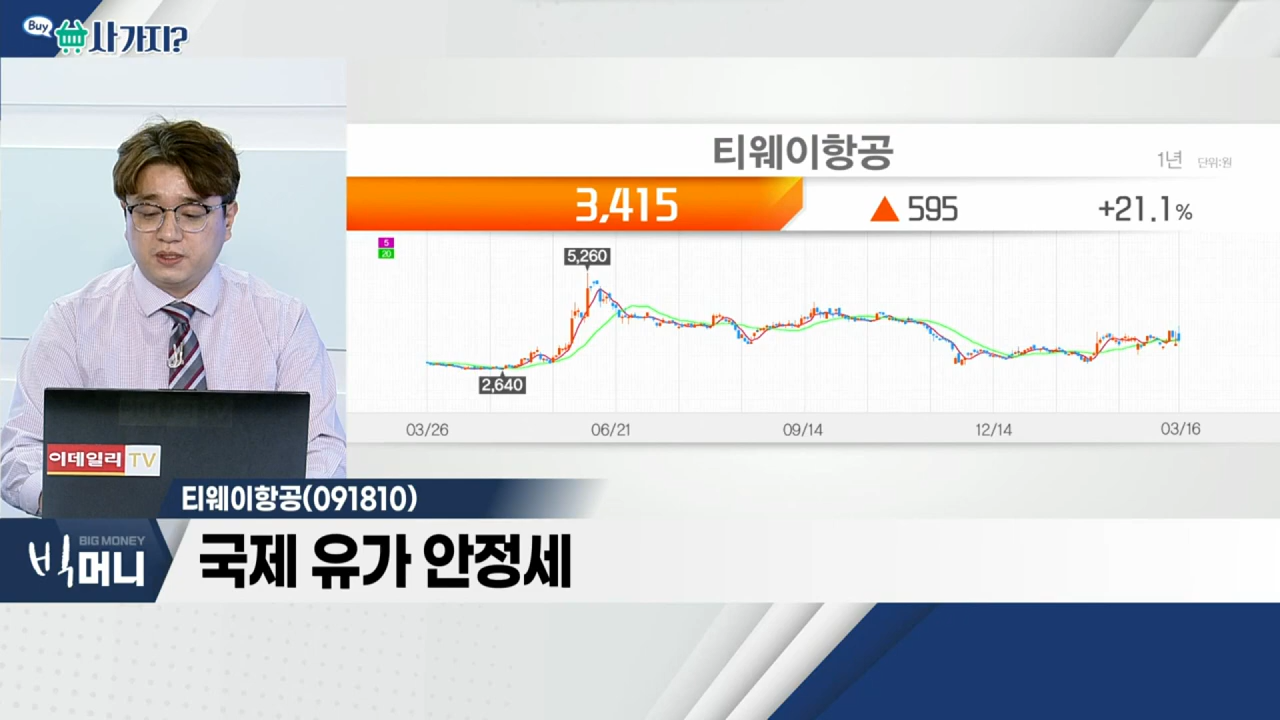 Buy 사가지?
티웨이항공
1년 단위:원
3,415 ▲ 595 +21.1%
5
20
5,260
2,640
03/26 06/21 09/14 12/14 03/16
이데일리 TV
티웨이항공(091810)
빅머니 BIG MONEY
국제 유가 안정세